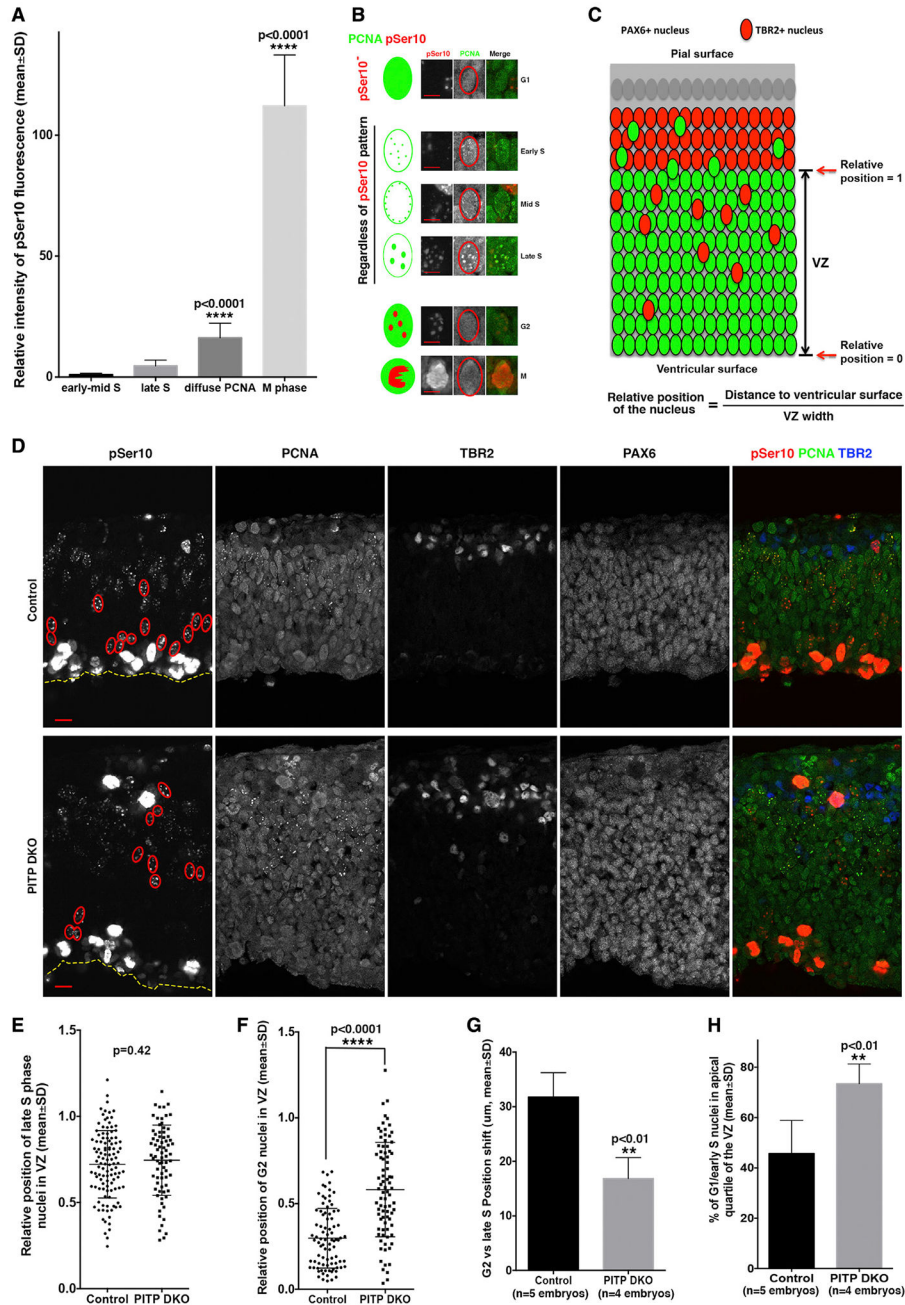 A
Relative intensity of pSer10 fluorescence (mean±SD)
100
50
0
p<0.0001
****
p<0.0001
****
early-mid S
late S
diffuse PCNA
M phase
B
PCNA pSer10
pSer10 PCNA Merge
pSer10-
G1
Regardless of pSer10 pattern
Early S
Mid S
Late S
G2
M
C
PAX6+ nucleus
TBR2+ nucleus
Pial surface
Relative
position = 1
VZ
Relative
position = 0
Ventricular surface
Relative position
of the nucleus
=
Distance to ventricular surface
VZ width
D
pSer10
PCNA
TBR2
PAX6
pSer10 PCNA TBR2
Control
PITP DKO
E
Relative position of late S phase
nuclei in VZ (mean±SD)
1.5
1.0
0.5
0.0
p=0.42
Control PITP DKO
F
Relative position of G2 nuclei in VZ (mean±SD)
1.5
1.0
0.5
0.0
p<0.0001
****
Control PITP DKO
G
G2 vs late S Position shift (um, mean±SD)
40
30
20
10
0
p<0.01
**
Control
(n=5 embryos)
PITP DKO
(n=4 embryos)
H
% of G1/early S nuclei in apical
quartile of the VZ (mean±SD)
80
60
40
20
0
p<0.01
**
Control
(n=5 embryos)
PITP DKO
(n=4 embryos)